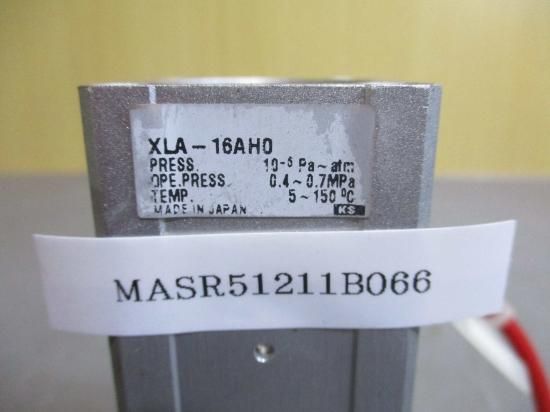 XLA-16AH0
PRESS. 10⁻⁶ Pa~atm
OPE.PRESS. 0.4~0.7MPa
TEMP. 5~150℃
MADE IN JAPAN KS
MASR51211B066